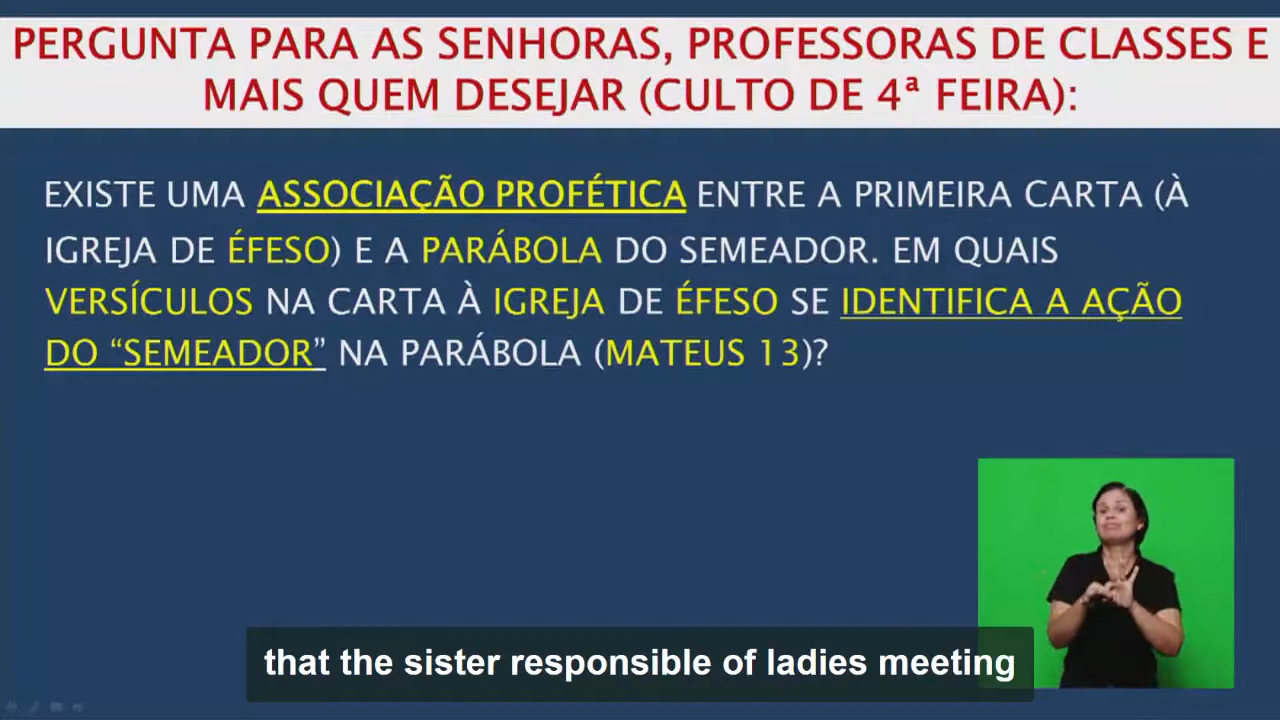 PERGUNTA PARA AS SENHORAS, PROFESSORAS DE CLASSES E
MAIS QUEM DESEJAR (CULTO DE 4ª FEIRA):
EXISTE UMA ASSOCIAÇÃO PROFÉTICA ENTRE A PRIMEIRA CARTA (À
IGREJA DE ÉFESO) E A PARÁBOLA DO SEMEADOR. EM QUAIS
VERSÍCULOS NA CARTA À IGREJA DE ÉFESO SE IDENTIFICA A AÇÃO
DO “SEMEADOR” NA PARÁBOLA (MATEUS 13)?
that the sister responsible of ladies meeting